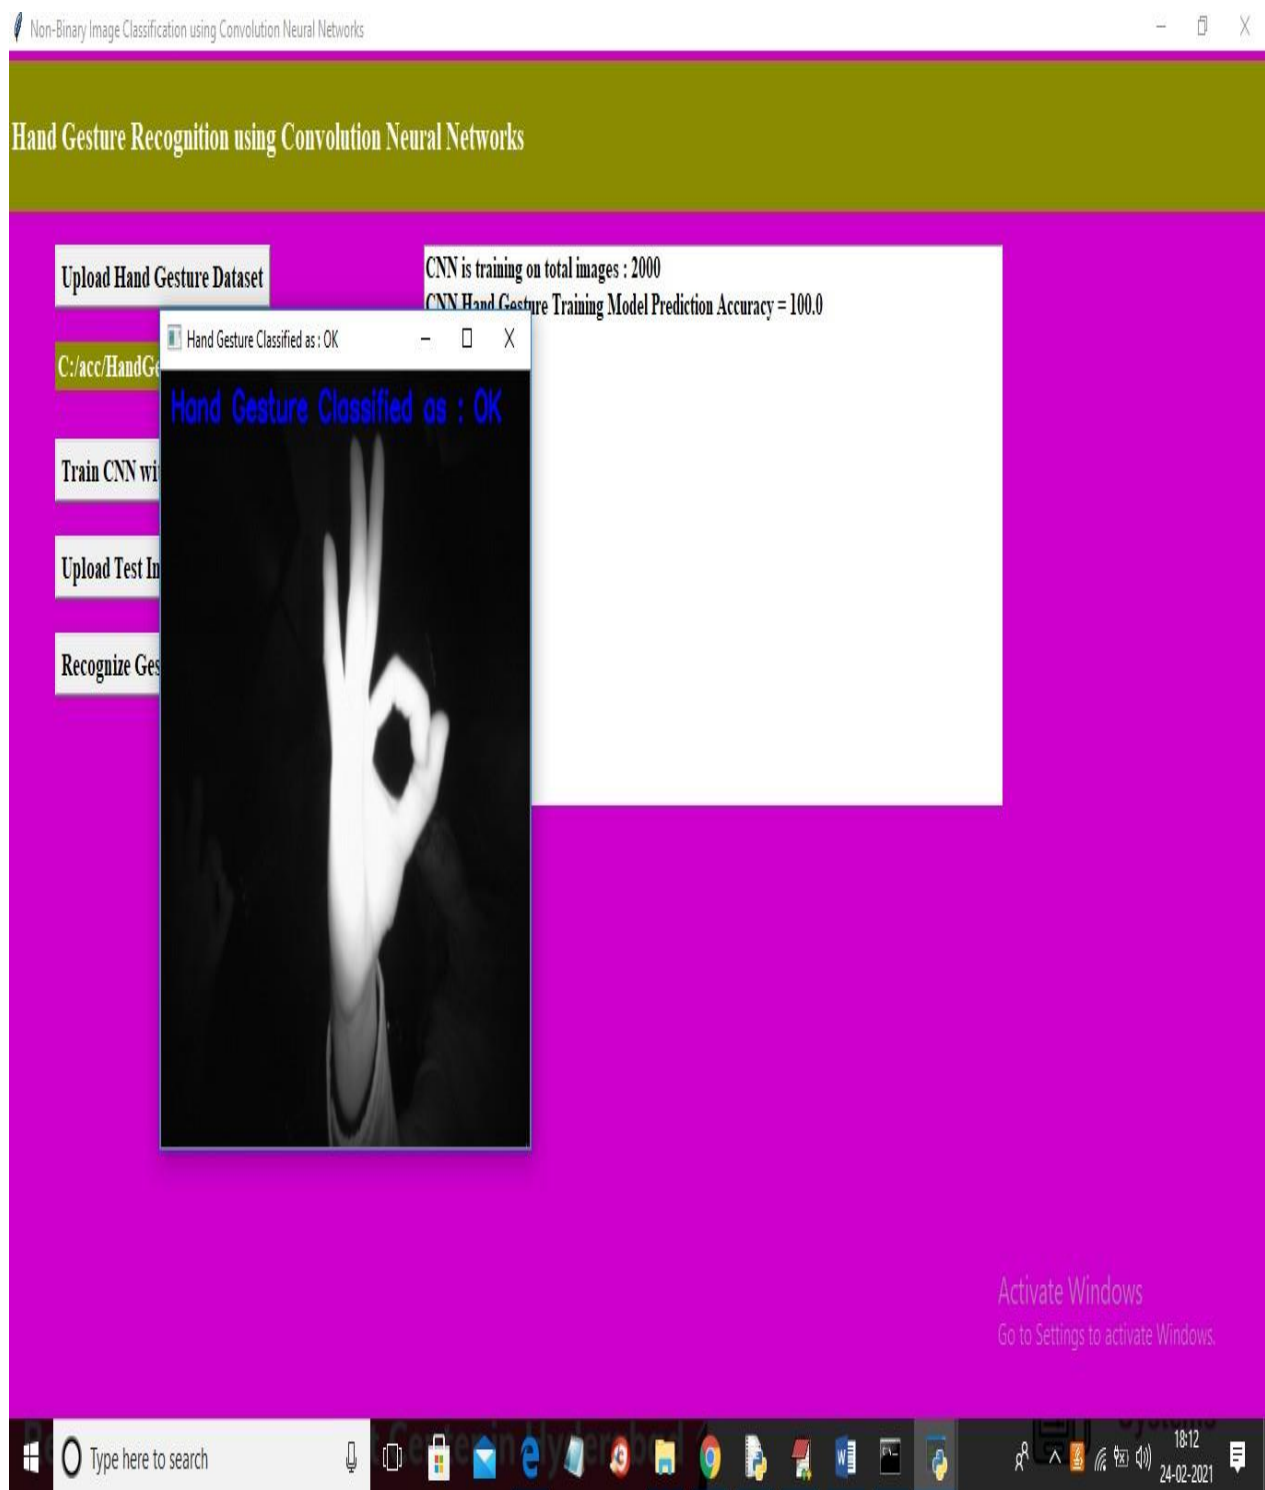 Non-Binary Image Classification using Convolution Neural Networks
Hand Gesture Recognition using Convolution Neural Networks
Upload Hand Gesture Dataset
CNN is training on total images : 2000
CNN Hand Gesture Training Model Prediction Accuracy = 100.0
Hand Gesture Classified as : OK
C:/acc/HandGe
Hand Gesture Classified as : OK
Train CNN wi
Upload Test In
Recognize Ges
Activate Windows
Go to Settings to activate Windows.
Type here to search
18:12
24-02-2021